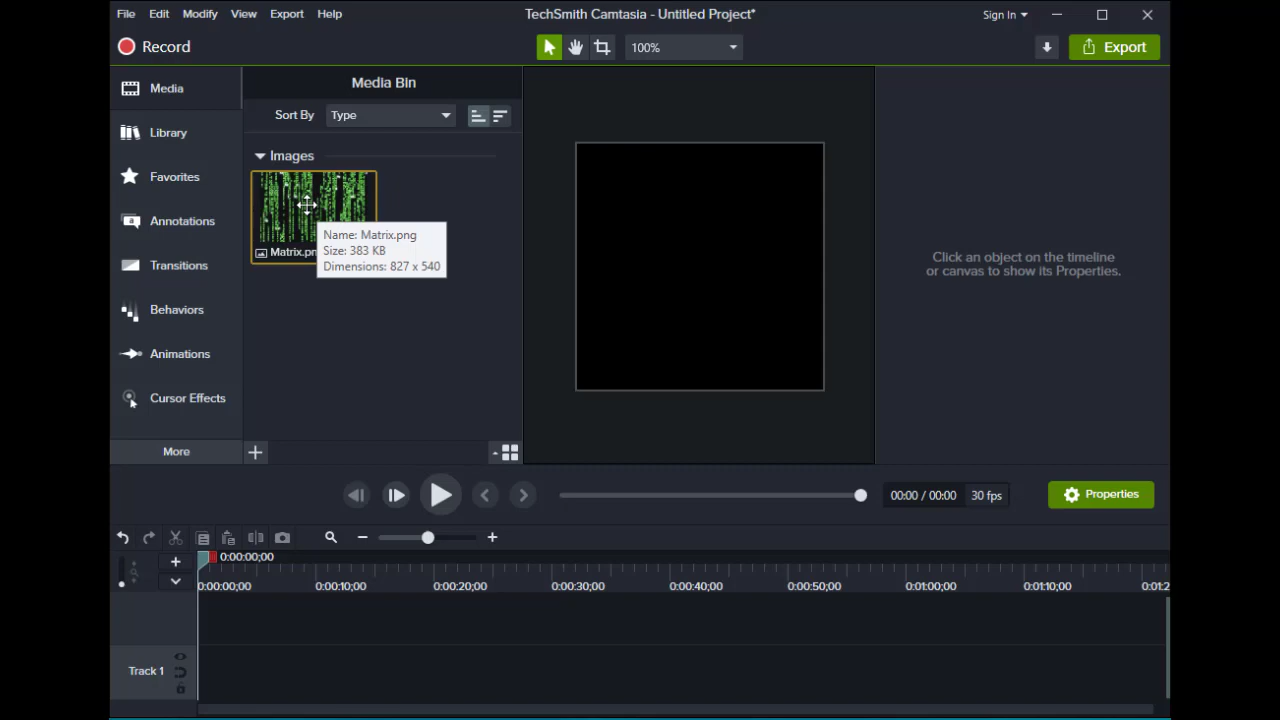 File Edit Modify View Export Help
TechSmith Camtasia - Untitled Project*
Sign In
Record
100%
Export
Media
Library
Favorites
Annotations
Transitions
Behaviors
Animations
Cursor Effects
More
Media Bin
Sort By Type
Images
Matrix.pn
Name: Matrix.png
Size: 383 KB
Dimensions: 827 x 540
Click an object on the timeline
or canvas to show its Properties.
00:00 / 00:00 30 fps
Properties
0:00:00;00
0:00:00;00 0:00:10;00 0:00:20;00 0:00:30;00 0:00:40;00 0:00:50;00 0:01:00;00 0:01:10;00 0:01:2
Track 1